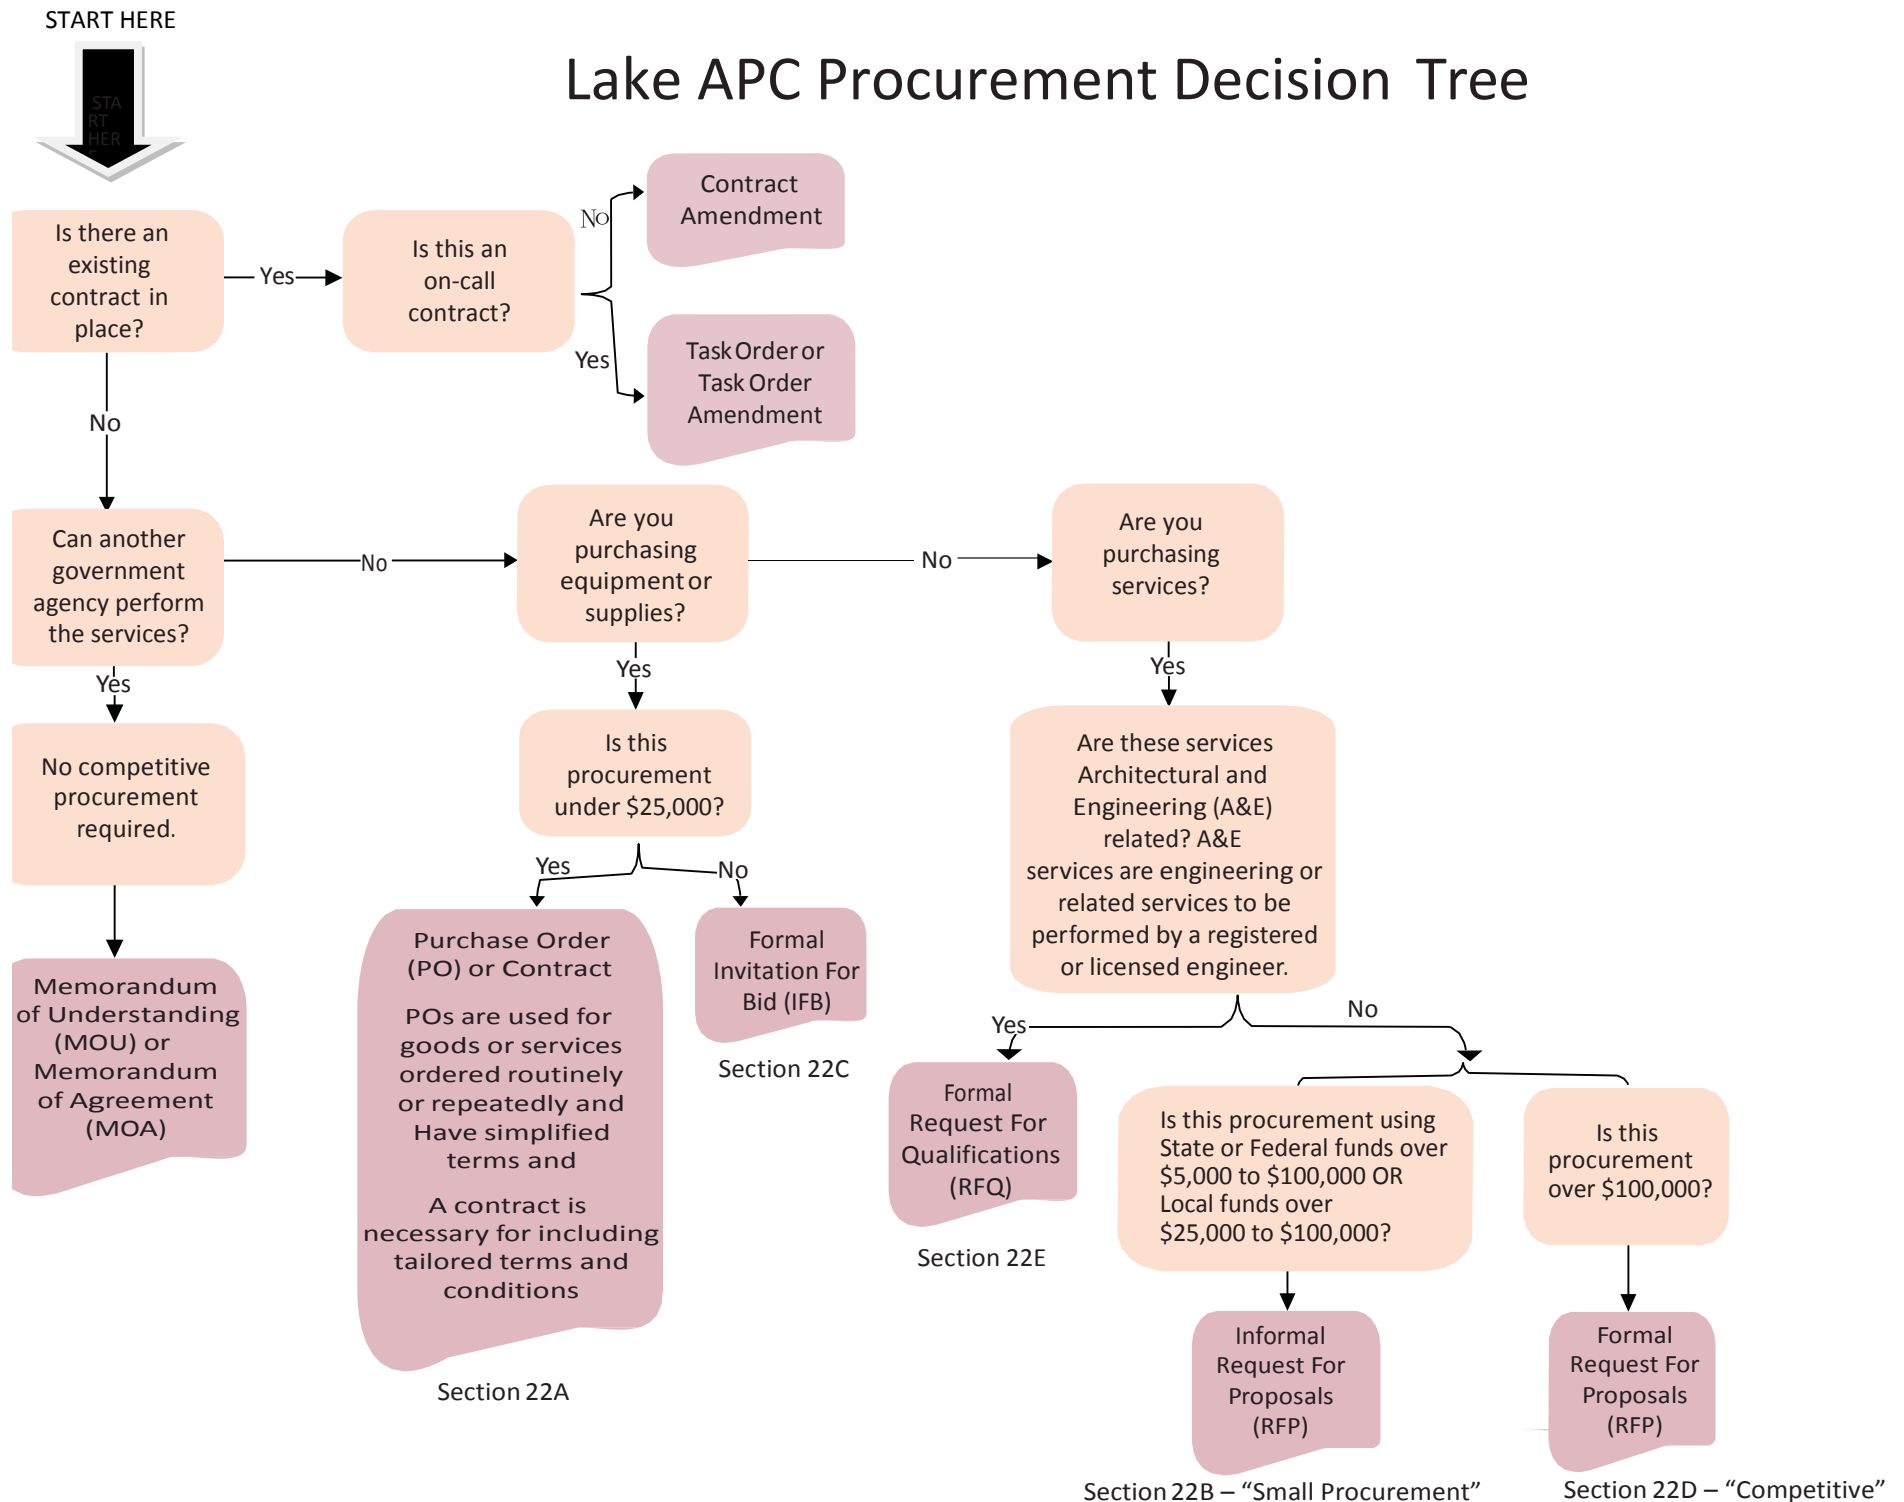 START HERE
STA
RT
HER
Lake APC Procurement Decision Tree
Is there an
existing
contract in
place?
Yes
Is this an
on-call
contract?
No
Contract
Amendment
Yes
Task Order or
Task Order
Amendment
No
Can another
government
agency perform
the services?
No
Are you
purchasing
equipment or
supplies?
No
Are you
purchasing
services?
Yes
No competitive
procurement
required.
Memorandum
of Understanding
(MOU) or
Memorandum
of Agreement
(MOA)
Yes
Is this
procurement
under $25,000?
Yes
No
Purchase Order
(PO) or Contract
POs are used for
goods or services
ordered routinely
or repeatedly and
Have simplified
terms and
A contract is
necessary for including
tailored terms and
conditions
Section 22A
Formal
Invitation For
Bid (IFB)
Section 22C
Yes
Are these services
Architectural and
Engineering (A&E)
related? A&E
services are engineering or
related services to be
performed by a registered
or licensed engineer.
Yes
No
Formal
Request For
Qualifications
(RFQ)
Section 22E
Is this procurement using
State or Federal funds over
$5,000 to $100,000 OR
Local funds over
$25,000 to $100,000?
Is this
procurement
over $100,000?
Informal
Request For
Proposals
(RFP)
Section 22B – “Small Procurement”
Formal
Request For
Proposals
(RFP)
Section 22D – “Competitive”